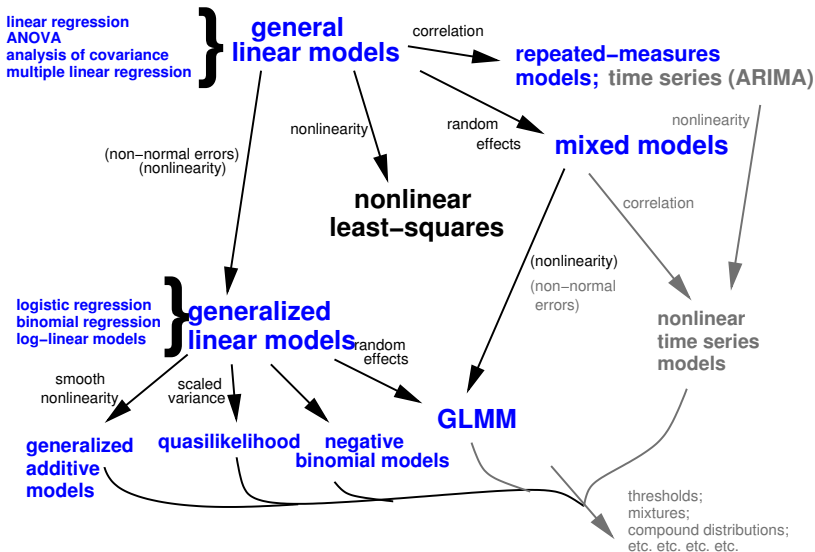 linear regression
ANOVA
analysis of covariance
multiple linear regression
}
general
linear models
correlation
repeated−measures
models; time series (ARIMA)
nonlinearity
random
effects
nonlinearity
mixed models
(non−normal errors)
(nonlinearity)
nonlinear
least−squares
correlation
(nonlinearity)
(non−normal
errors)
logistic regression
binomial regression
log−linear models
}
generalized
linear models
random
effects
nonlinear
time series
models
smooth
nonlinearity
scaled
variance
GLMM
generalized
additive
models
quasilikelihood
negative
binomial models
thresholds;
mixtures;
compound distributions;
etc. etc. etc. etc.